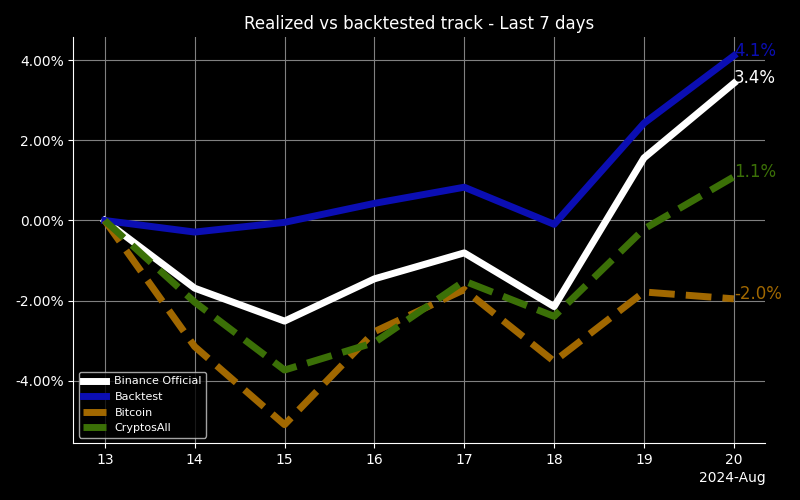 Realized vs backtested track - Last 7 days
4.00%
2.00%
0.00%
-2.00%
-4.00%
4.1%
3.4%
1.1%
-2.0%
Binance Official
Backtest
Bitcoin
CryptosAll
13 14 15 16 17 18 19 20
2024-Aug